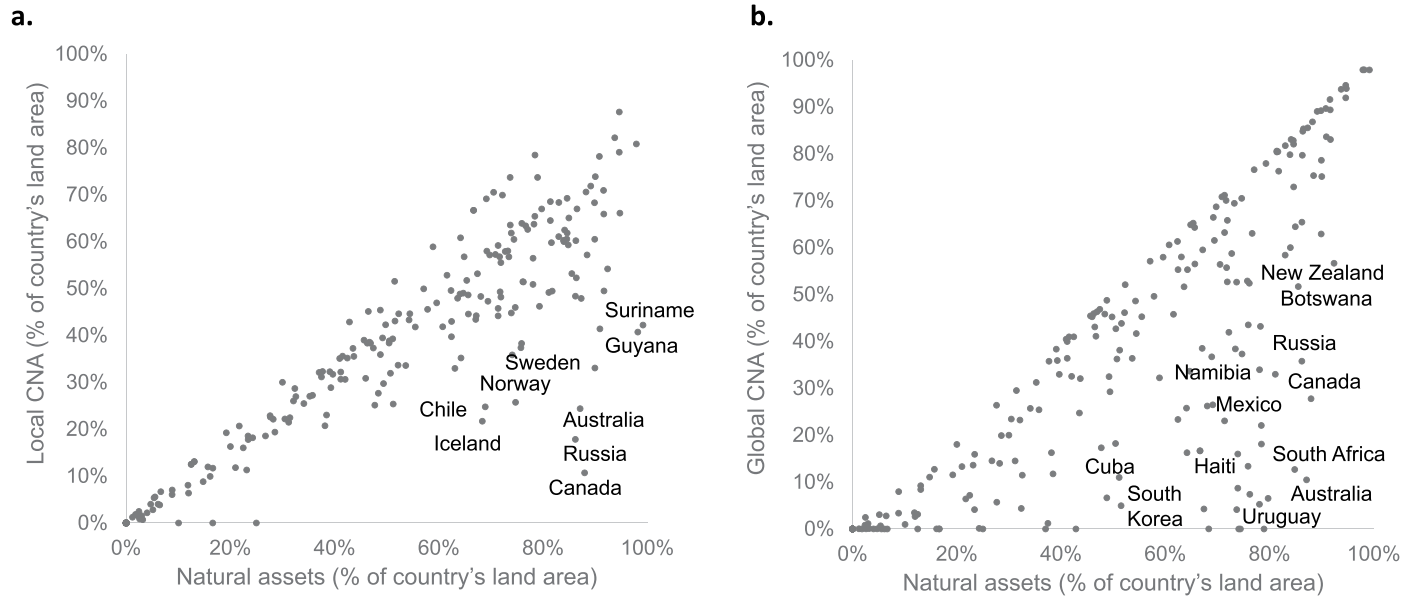 a.
Local CNA (% of country's land area)
100%
90%
80%
70%
60%
50%
40%
30%
20%
10%
0%
0%
20%
40%
60%
80%
100%
Natural assets (% of country's land area)
Suriname
Guyana
Sweden
Norway
Chile
Iceland
Australia
Russia
Canada
b.
Global CNA (% of country's land area)
100%
90%
80%
70%
60%
50%
40%
30%
20%
10%
0%
0%
20%
40%
60%
80%
100%
Natural assets (% of country's land area)
New Zealand
Botswana
Russia
Namibia
Canada
Mexico
Cuba
Haiti
South Africa
South
Korea
Australia
Uruguay